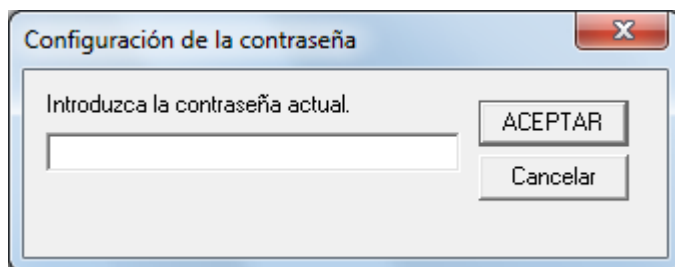 Configuración de la contraseña
Introduzca la contraseña actual.
ACEPTAR
Cancelar